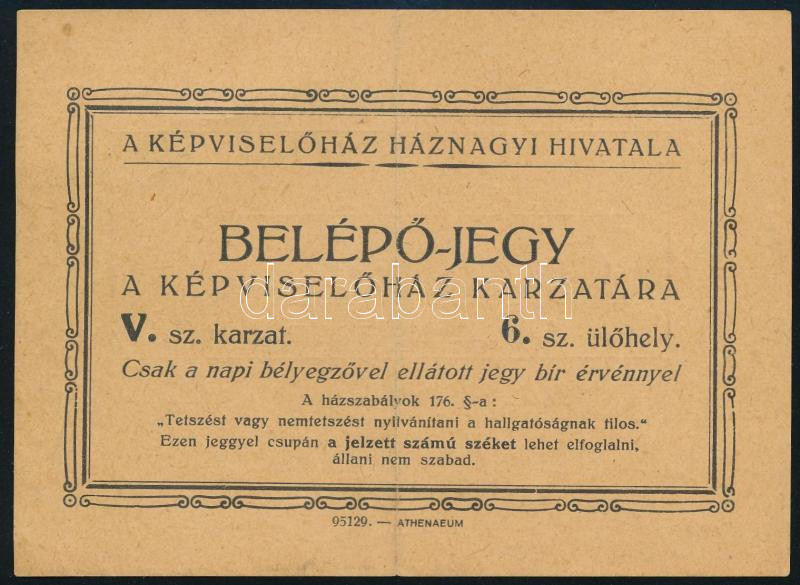 A KÉPVISELŐHÁZ HÁZNAGYI HIVATALA
BELÉPŐ-JEGY
A KÉPVISELŐHÁZ KARZATÁRA
V. sz. karzat. 6. sz. ülőhely.
Csak a napi bélyegzővel ellátott jegy bír érvénnyel
A házszabályok 176. §-a:
„Tetszést vagy nemtetszést nyilvánítani a hallgatóságnak tilos.“
Ezen jeggyel csupán a jelzett számú széket lehet elfoglalni,
állani nem szabad.
95129. — ATHENAEUM
darabanth